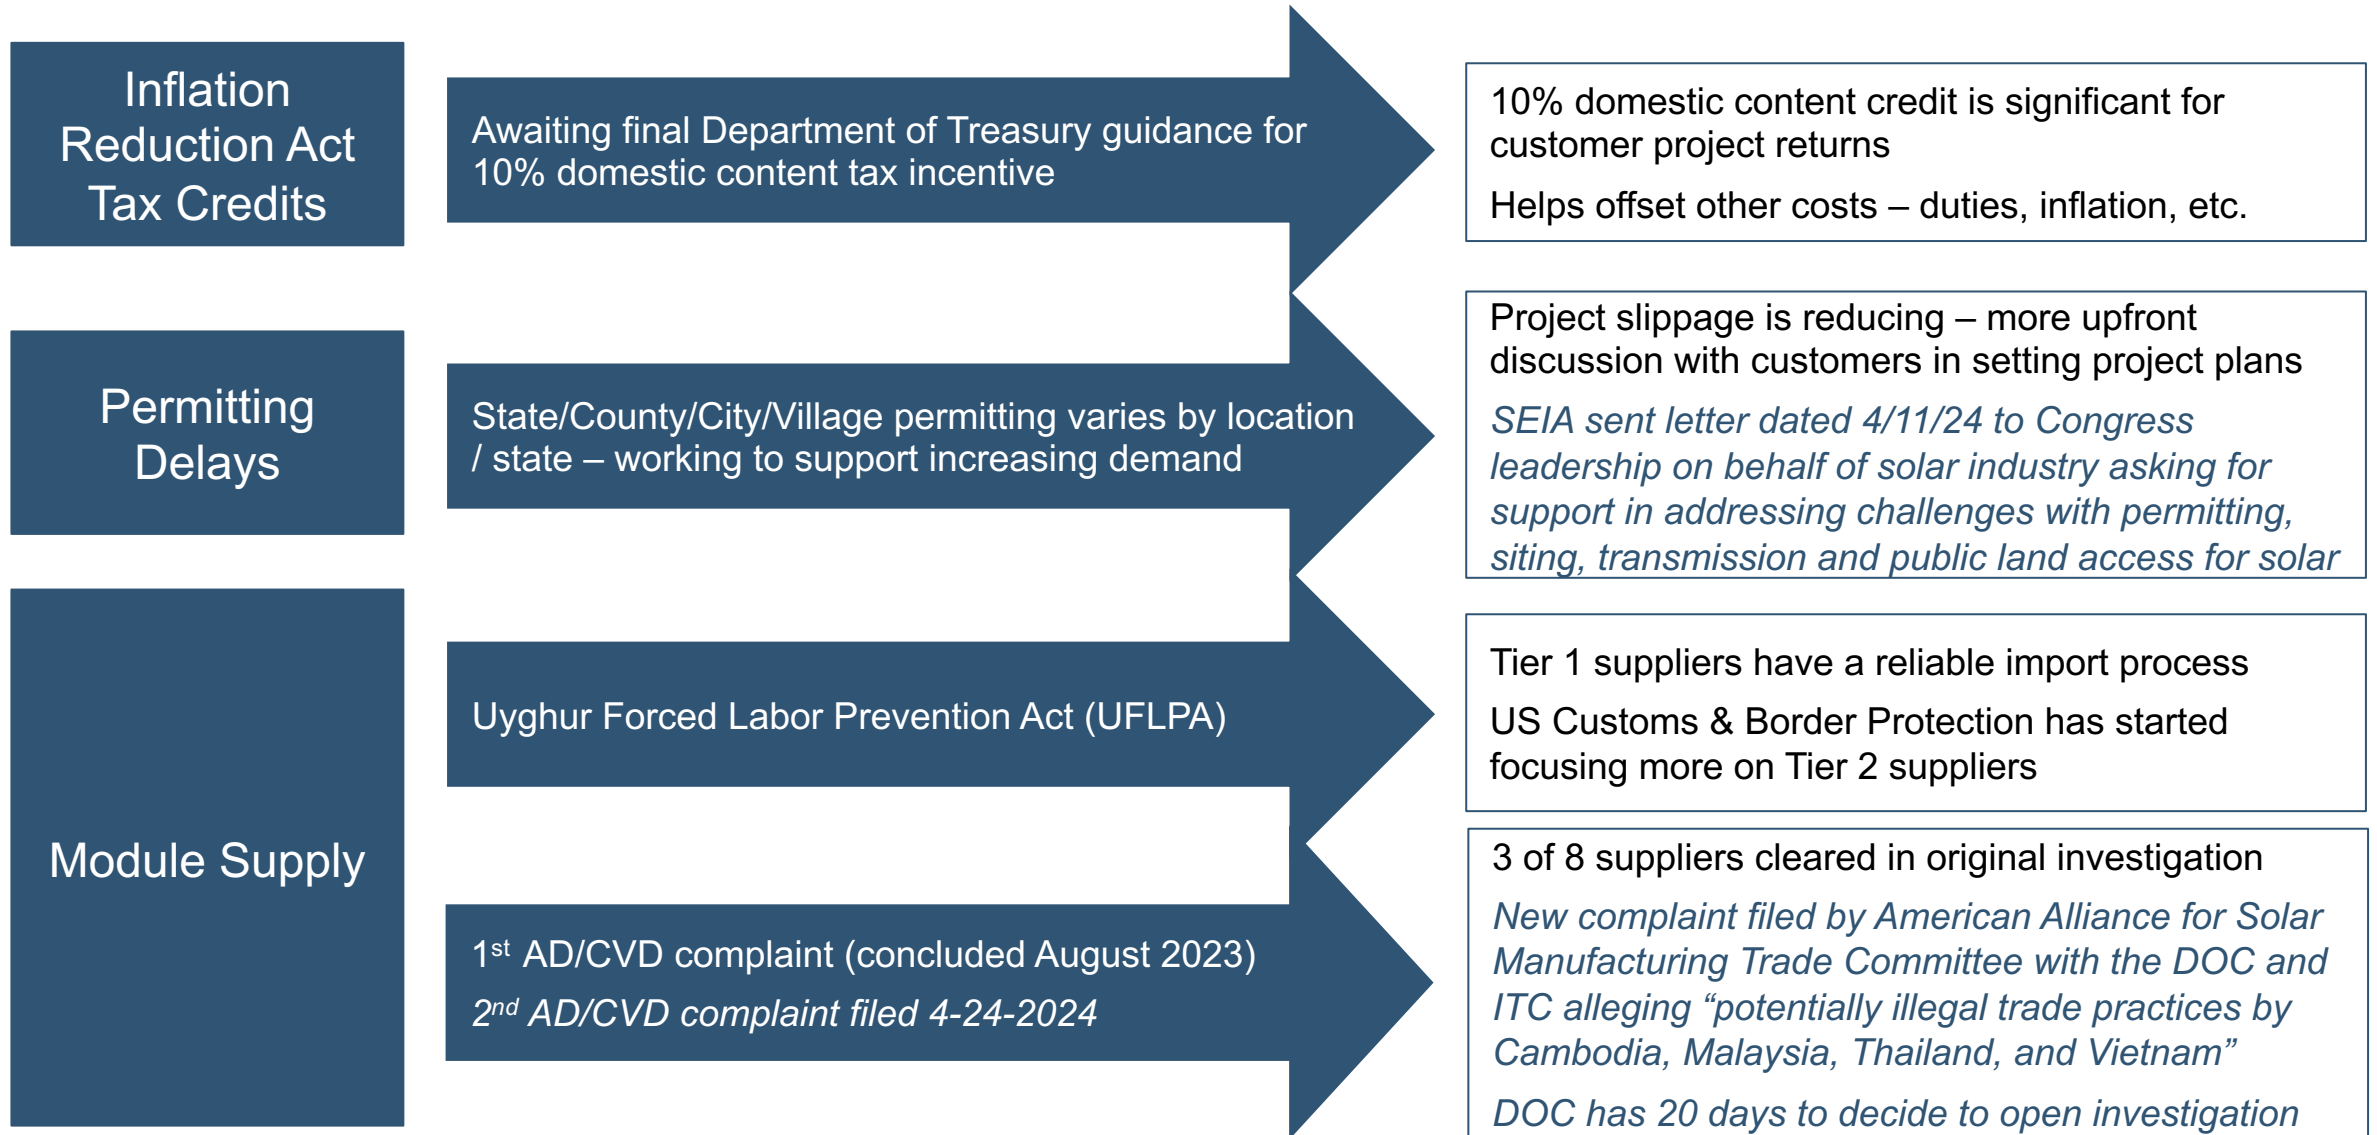 Inflation
Reduction Act
Tax Credits
Awaiting final Department of Treasury guidance for
10% domestic content tax incentive
10% domestic content credit is significant for
customer project returns
Helps offset other costs – duties, inflation, etc.
Permitting
Delays
State/County/City/Village permitting varies by location
/ state – working to support increasing demand
Project slippage is reducing – more upfront
discussion with customers in setting project plans
SEIA sent letter dated 4/11/24 to Congress
leadership on behalf of solar industry asking for
support in addressing challenges with permitting,
siting, transmission and public land access for solar
Module Supply
Uyghur Forced Labor Prevention Act (UFLPA)
Tier 1 suppliers have a reliable import process
US Customs & Border Protection has started
focusing more on Tier 2 suppliers
1st AD/CVD complaint (concluded August 2023)
2nd AD/CVD complaint filed 4-24-2024
3 of 8 suppliers cleared in original investigation
New complaint filed by American Alliance for Solar
Manufacturing Trade Committee with the DOC and
ITC alleging “potentially illegal trade practices by
Cambodia, Malaysia, Thailand, and Vietnam”
DOC has 20 days to decide to open investigation